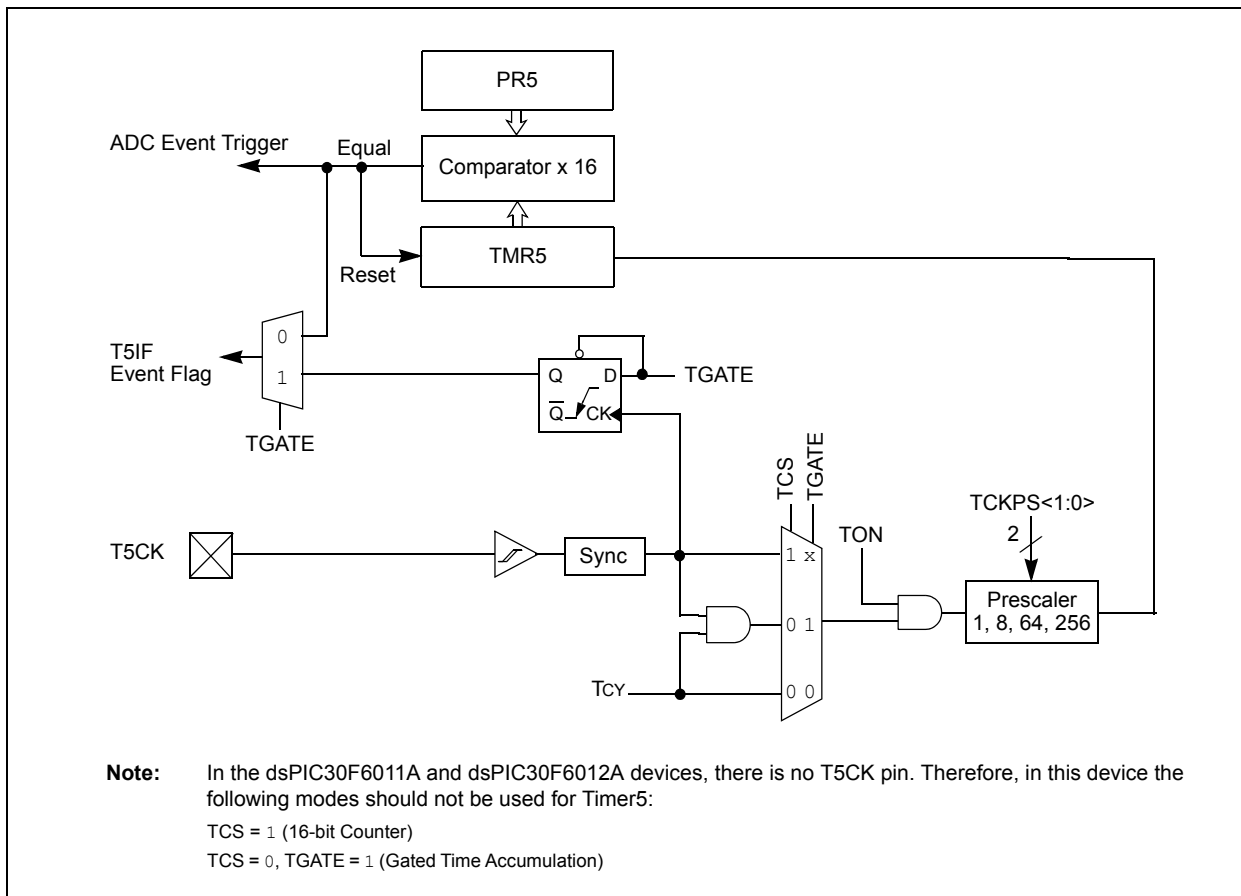 PR5
ADC Event Trigger
Equal
Comparator x 16
Reset
TMR5
0
1
T5IF
Event Flag
TGATE
Q
D
Q̅
CK
TGATE
TCS
TGATE
TCKPS<1:0>
2
T5CK
Sync
1 x
TON
Prescaler
1, 8, 64, 256
0 1
TCY
0 0
Note: In the dsPIC30F6011A and dsPIC30F6012A devices, there is no T5CK pin. Therefore, in this device the
following modes should not be used for Timer5:
TCS = 1 (16-bit Counter)
TCS = 0, TGATE = 1 (Gated Time Accumulation)